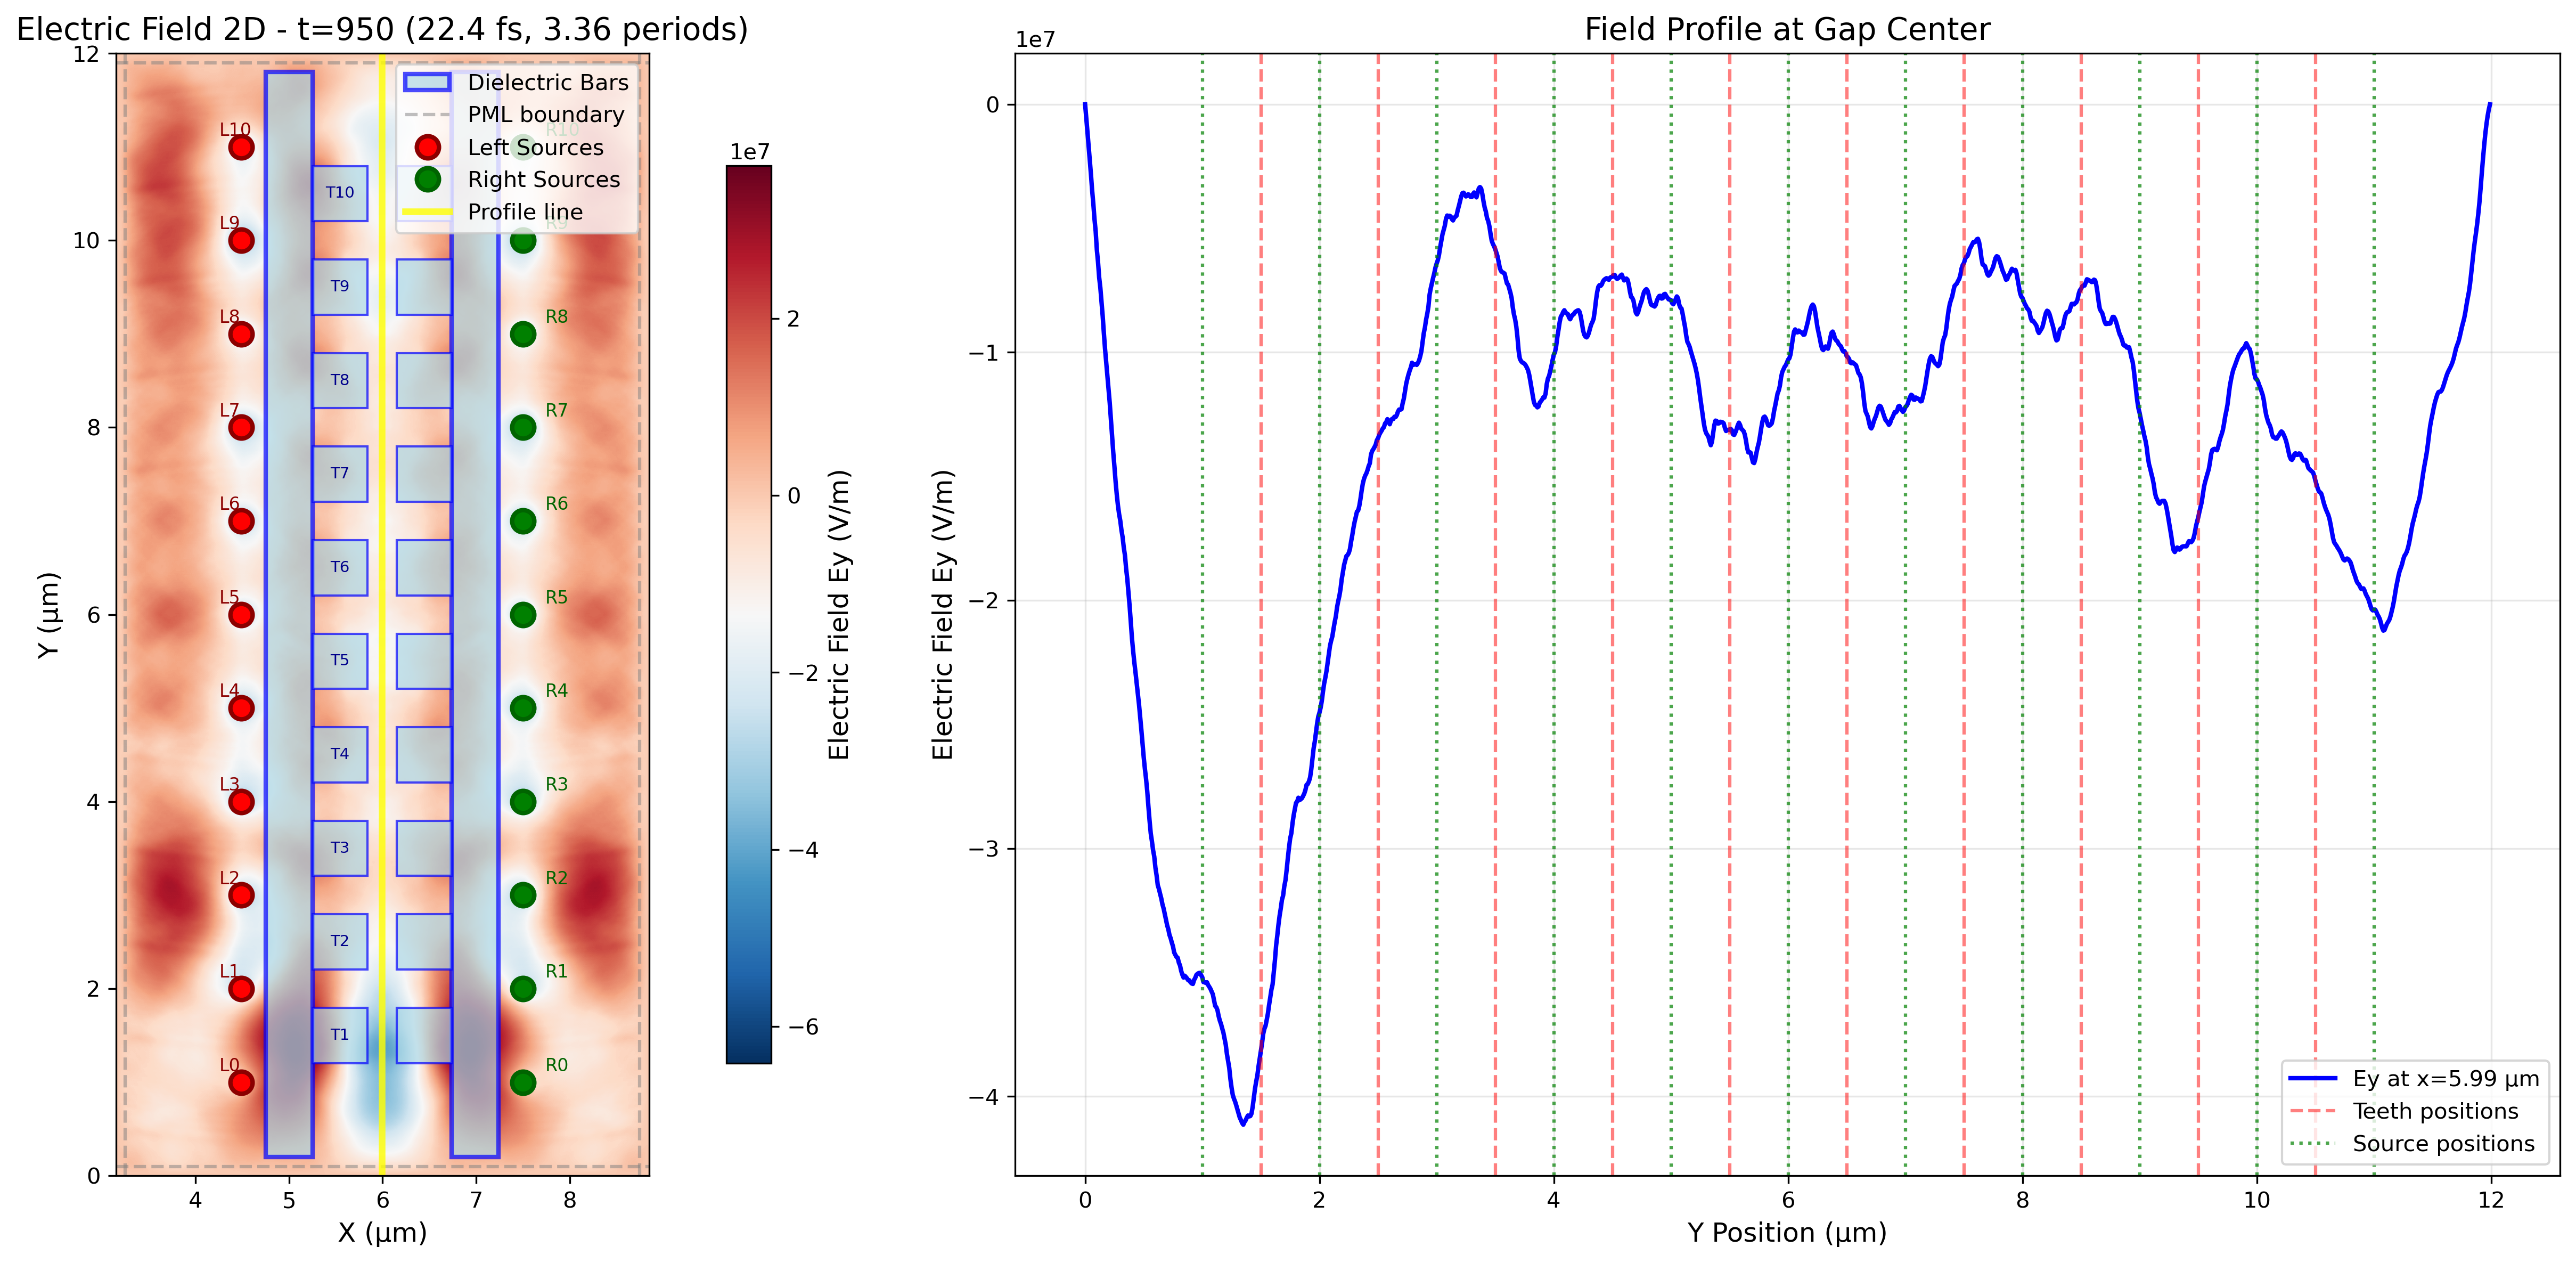 Electric Field 2D - t=950 (22.4 fs, 3.36 periods)
12
10
8
6
4
2
0
Y (μm)
4
5
6
7
8
X (μm)
Dielectric Bars
PML boundary
Left Sources
Right Sources
Profile line
L10
L9
L8
L7
L6
L5
L4
L3
L2
L1
L0
T10
T9
T8
T7
T6
T5
T4
T3
T2
T1
R10
R9
R8
R7
R6
R5
R4
R3
R2
R1
R0
1e7
2
0
−2
−4
−6
Electric Field Ey (V/m)
Field Profile at Gap Center
1e7
0
−1
−2
−3
−4
Electric Field Ey (V/m)
0
2
4
6
8
10
12
Y Position (μm)
Ey at x=5.99 μm
Teeth positions
Source positions